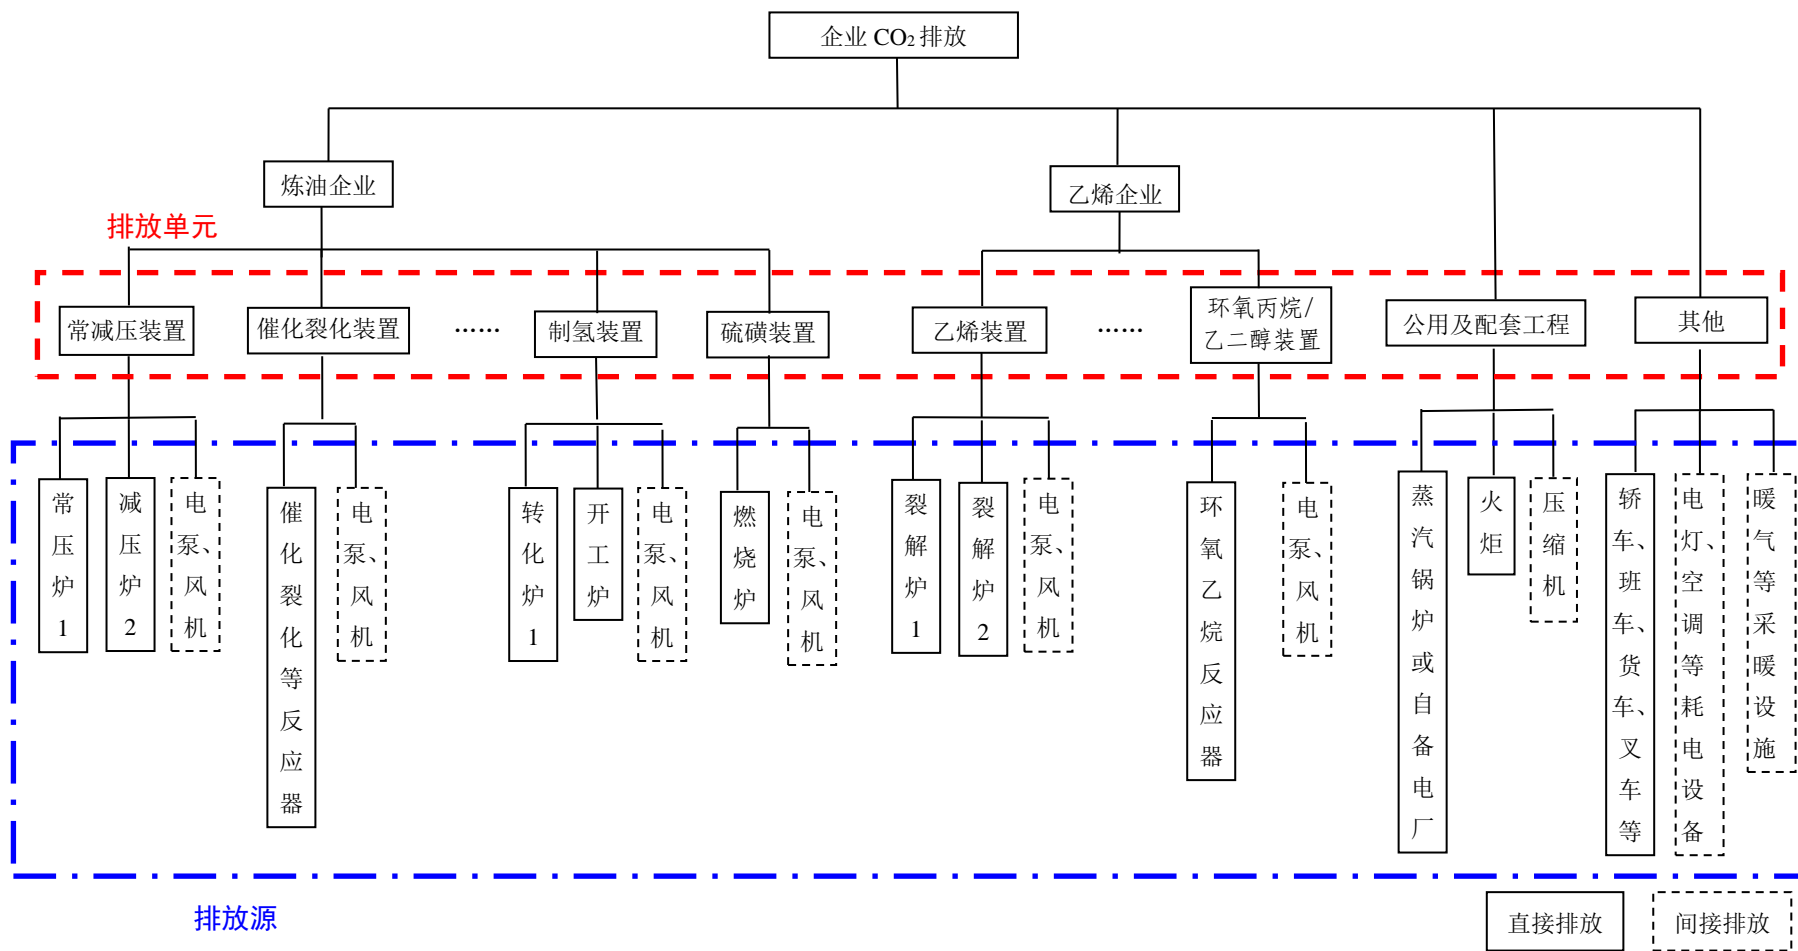 企业 CO₂ 排放
炼油企业
乙烯企业
排放单元
常减压装置
催化裂化装置
……
制氢装置
硫磺装置
乙烯装置
……
环氧丙烷/
乙二醇装置
公用及配套工程
其他
常压炉1
减压炉2
电泵、风机
催化裂化等反应器
电泵、风机
转化炉1
开工炉
电泵、风机
燃烧炉
电泵、风机
裂解炉1
裂解炉2
电泵、风机
环氧乙烷反应器
电泵、风机
蒸汽锅炉或自备电厂
火炬
压缩机
轿车、班车、货车、叉车等
电灯、空调等耗电设备
暖气等采暖设施
排放源
直接排放
间接排放